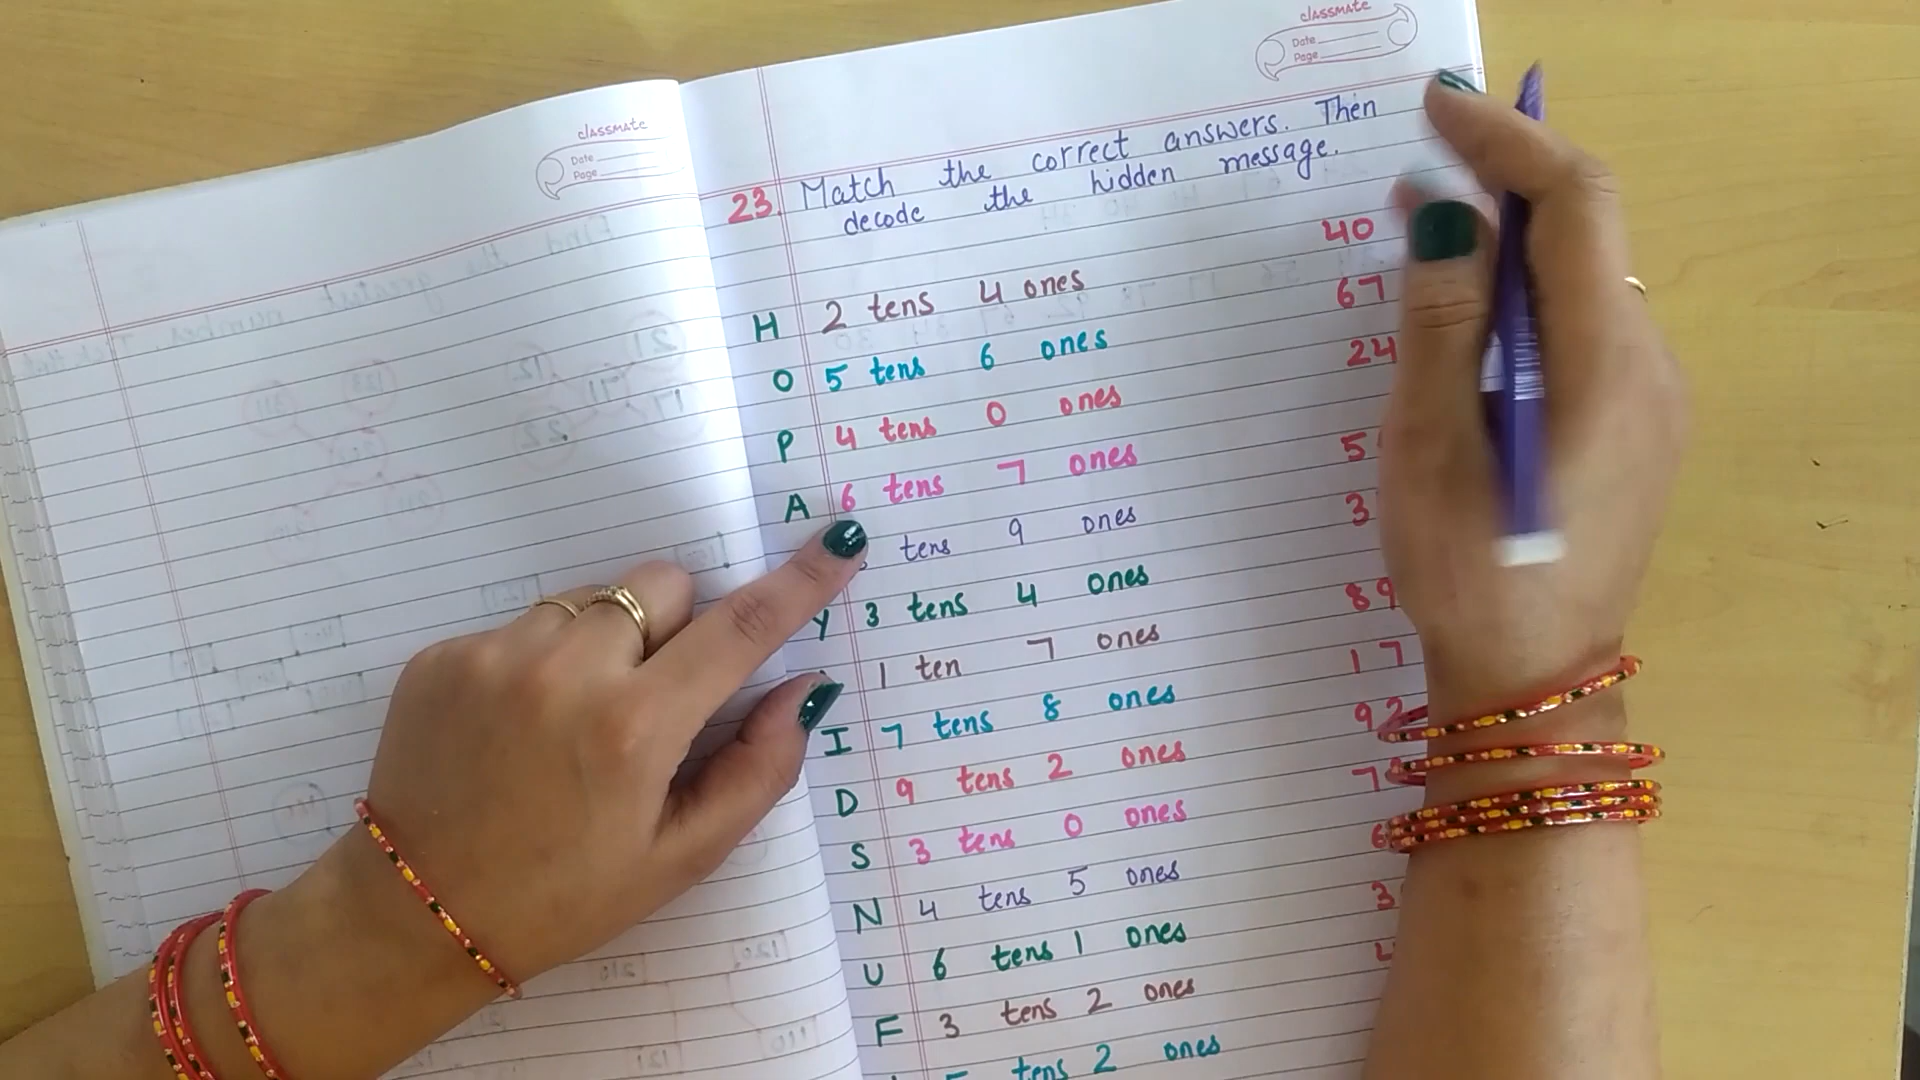 classmate
Date
Page
classmate
Date
Page
23. Match the correct answers. Then
decode the hidden message.
H 2 tens 4 ones 40
O 5 tens 6 ones 67
P 4 tens 0 ones 24
A 6 tens 7 ones
tens 9 ones
Y 3 tens 4 ones 89
1 ten 7 ones 17
I 7 tens 8 ones 92
D 9 tens 2 ones
S 3 tens 0 ones
N 4 tens 5 ones
U 6 tens 1 ones
F 3 tens 2 ones
tens 2 ones